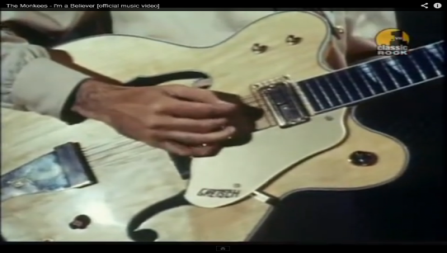 The Monkees - I'm a Believer [official music video]
classic
ROCK
GRETSCH